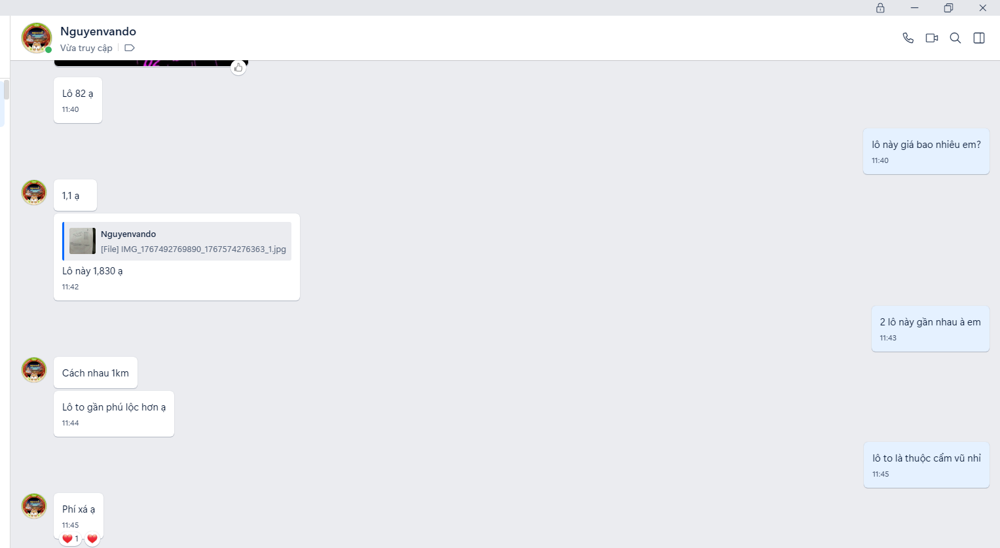 Nguyenvando
Vừa truy cập
Lô 82 ạ
11:40
lô này giá bao nhiêu em?
11:40
1,1 ạ
Nguyenvando
[File] IMG_1767492769890_1767574276363_1.jpg
Lô này 1,830 ạ
11:42
2 lô này gần nhau à em
11:43
Cách nhau 1km
Lô to gần phú lộc hơn ạ
11:44
lô to là thuộc cẩm vũ nhỉ
11:45
Phí xá ạ
11:45
1